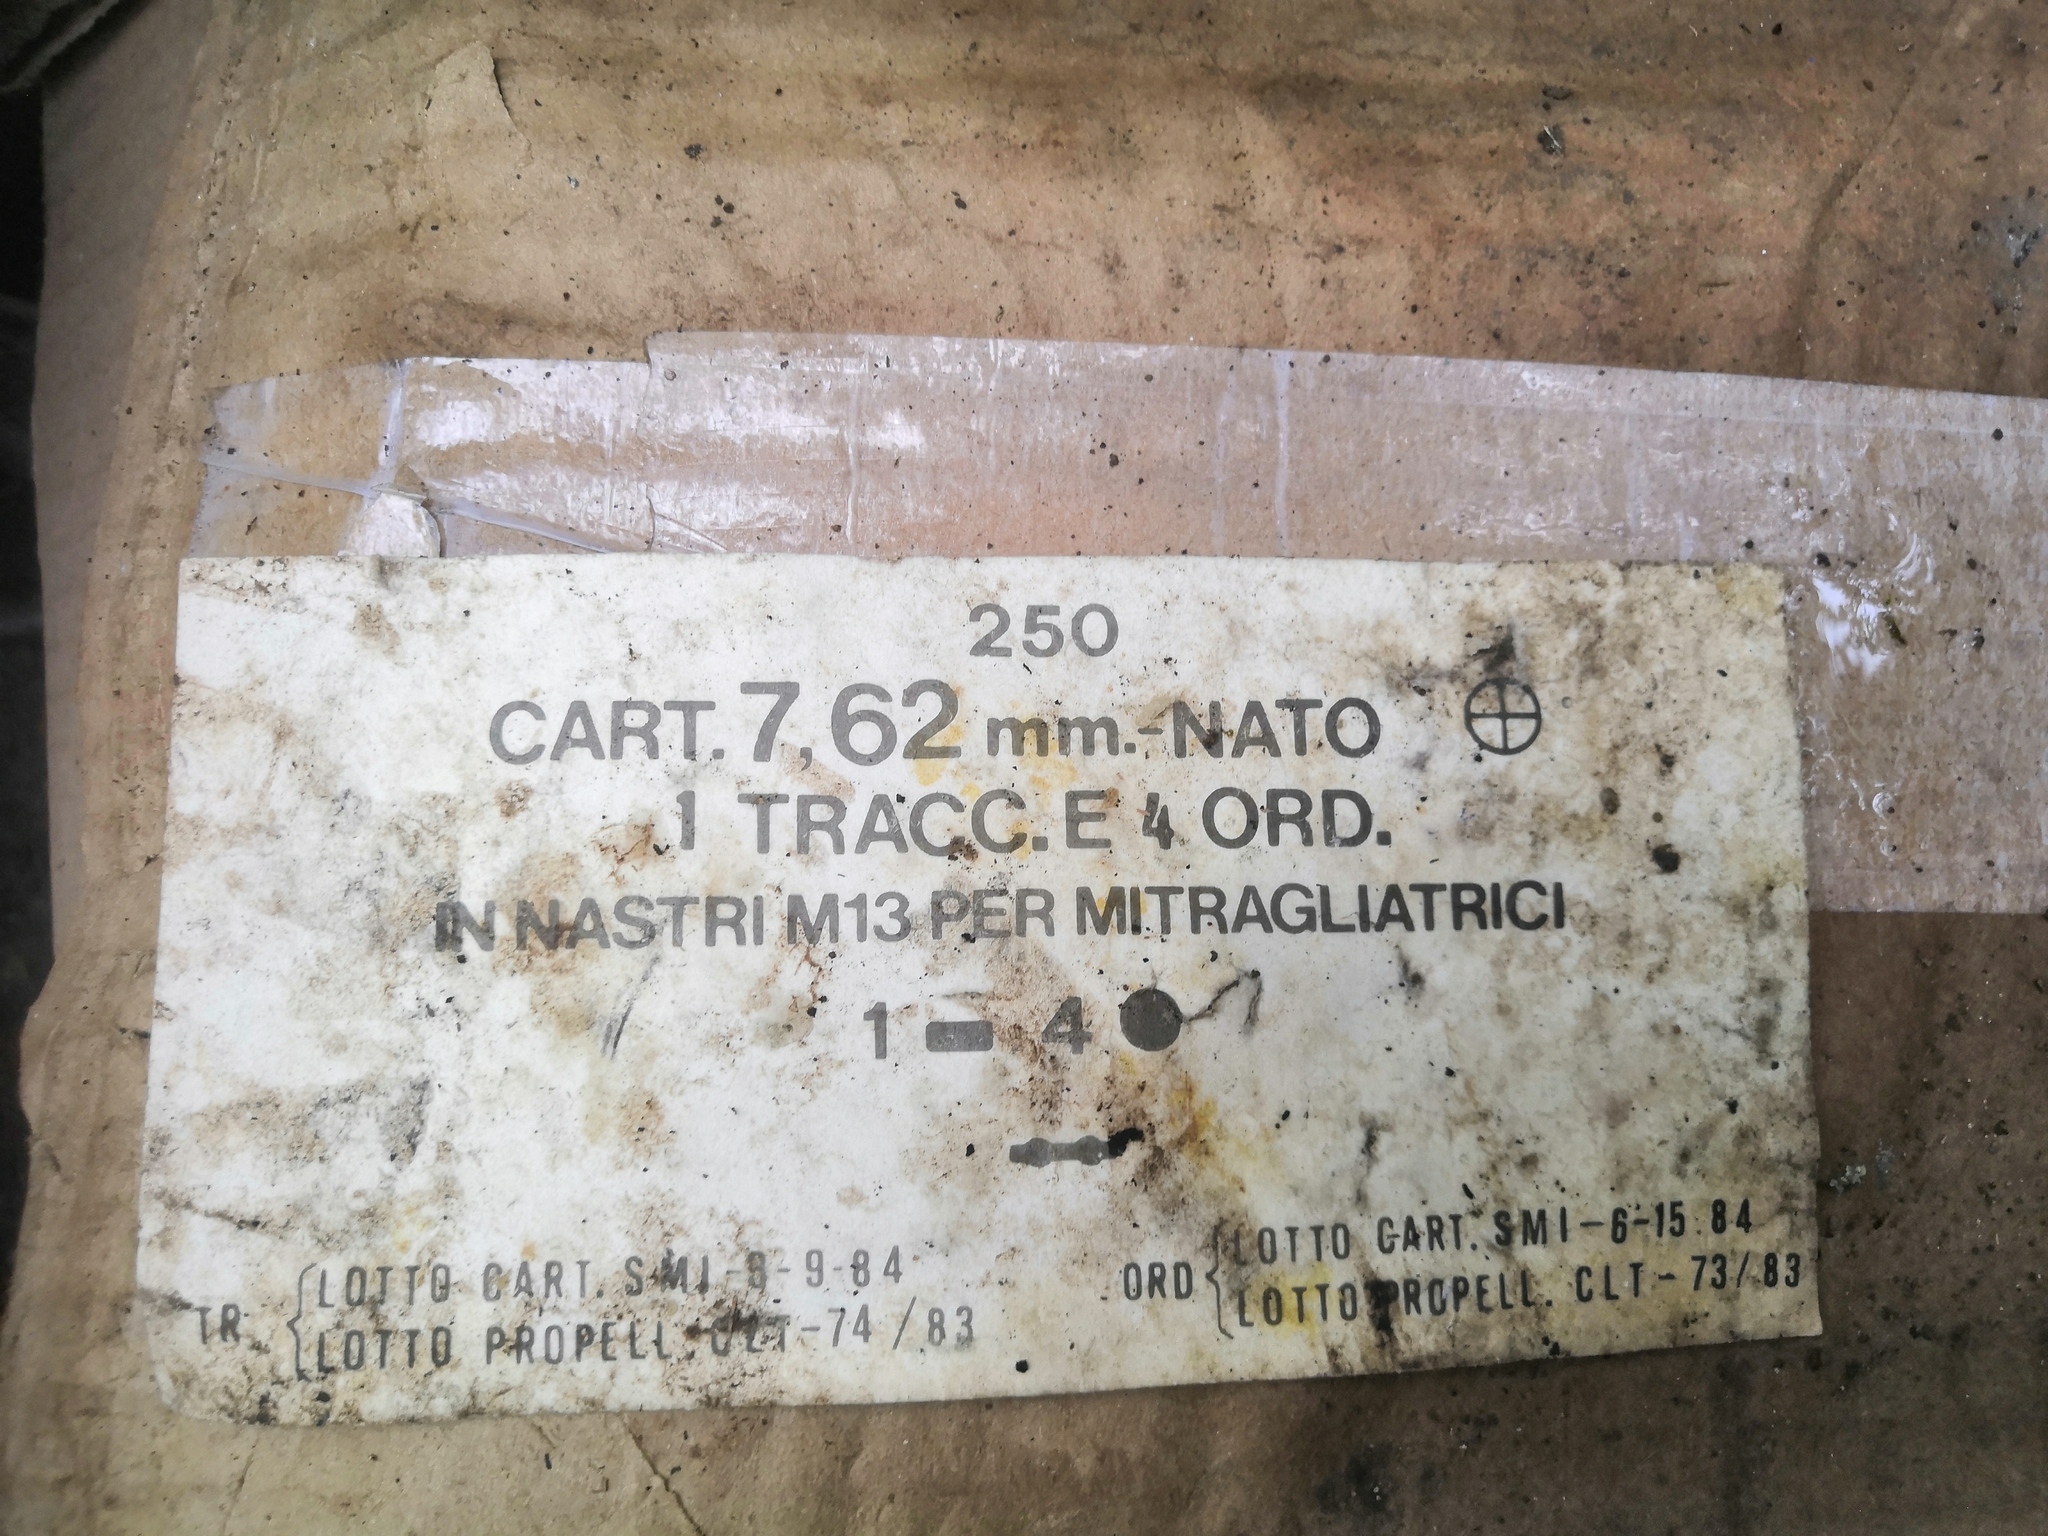 250
CART. 7,62 mm.-NATO
1 TRACC. E 4 ORD.
IN NASTRI M13 PER MITRAGLIATRICI
1 4
TR LOTTO CART. SMI-8-9-84
LOTTO PROPELL. CLT-74/83
ORD LOTTO CART. SMI-6-15 84
LOTTO PROPELL. CLT-73/83